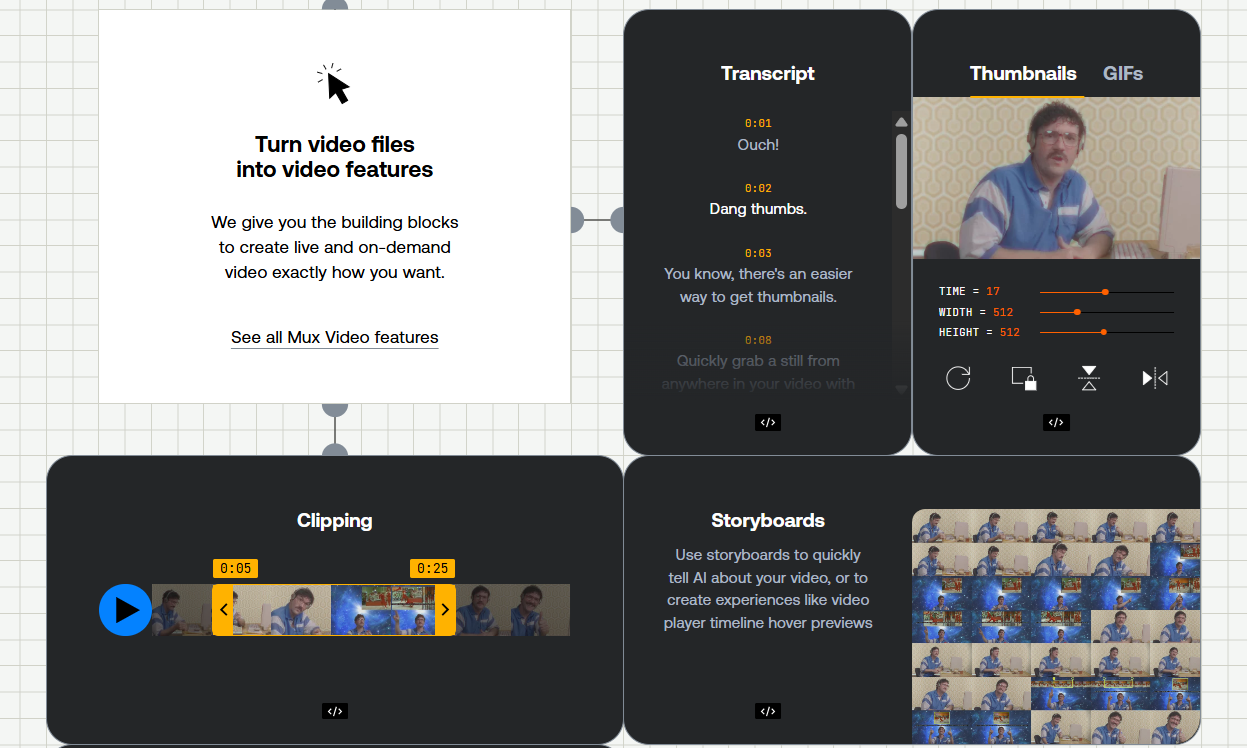 Turn video files
into video features
We give you the building blocks
to create live and on-demand
video exactly how you want.
See all Mux Video features
Transcript
0:01
Ouch!
0:02
Dang thumbs.
0:03
You know, there's an easier
way to get thumbnails.
0:08
Quickly grab a still from
anywhere in your video with
</>
Thumbnails GIFs
TIME = 17
WIDTH = 512
HEIGHT = 512
</>
Clipping
0:05 0:25
</>
Storyboards
Use storyboards to quickly
tell AI about your video, or to
create experiences like video
player timeline hover previews
</>